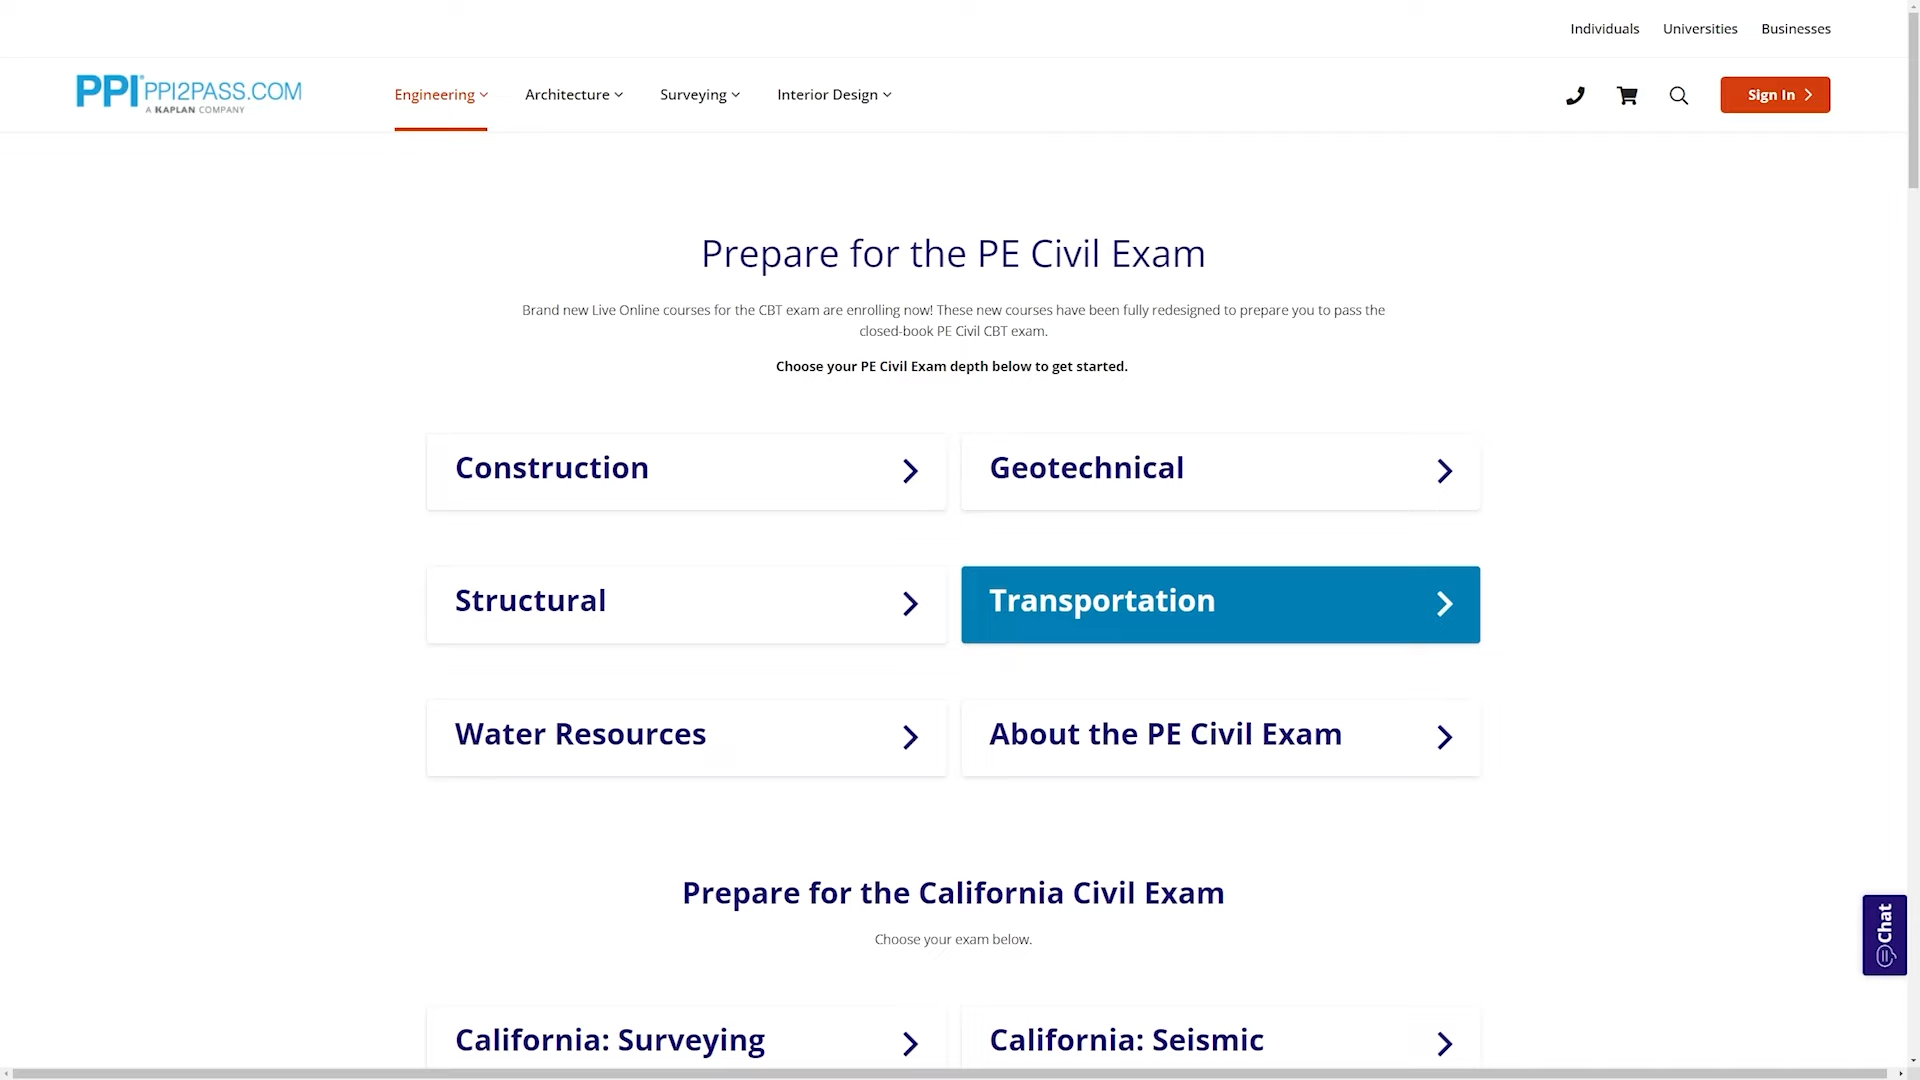 Individuals Universities Businesses
PPI PPI2PASS.COM
A KAPLAN COMPANY
Engineering Architecture Surveying Interior Design Sign In
Prepare for the PE Civil Exam
Brand new Live Online courses for the CBT exam are enrolling now! These new courses have been fully redesigned to prepare you to pass the
closed-book PE Civil CBT exam.
Choose your PE Civil Exam depth below to get started.
Construction Geotechnical
Structural Transportation
Water Resources About the PE Civil Exam
Prepare for the California Civil Exam
Choose your exam below.
Chat
California: Surveying California: Seismic